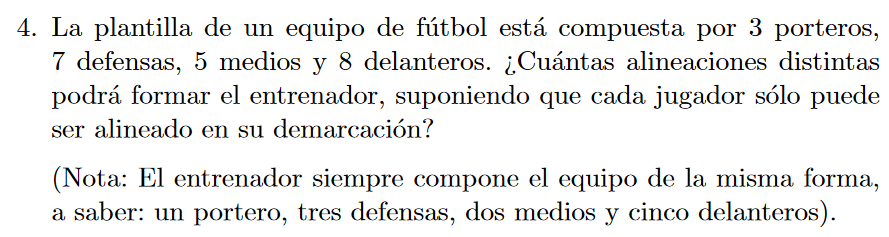 4. La plantilla de un equipo de fútbol está compuesta por 3 porteros,
7 defensas, 5 medios y 8 delanteros. ¿Cuántas alineaciones distintas
podrá formar el entrenador, suponiendo que cada jugador sólo puede
ser alineado en su demarcación?
(Nota: El entrenador siempre compone el equipo de la misma forma,
a saber: un portero, tres defensas, dos medios y cinco delanteros).